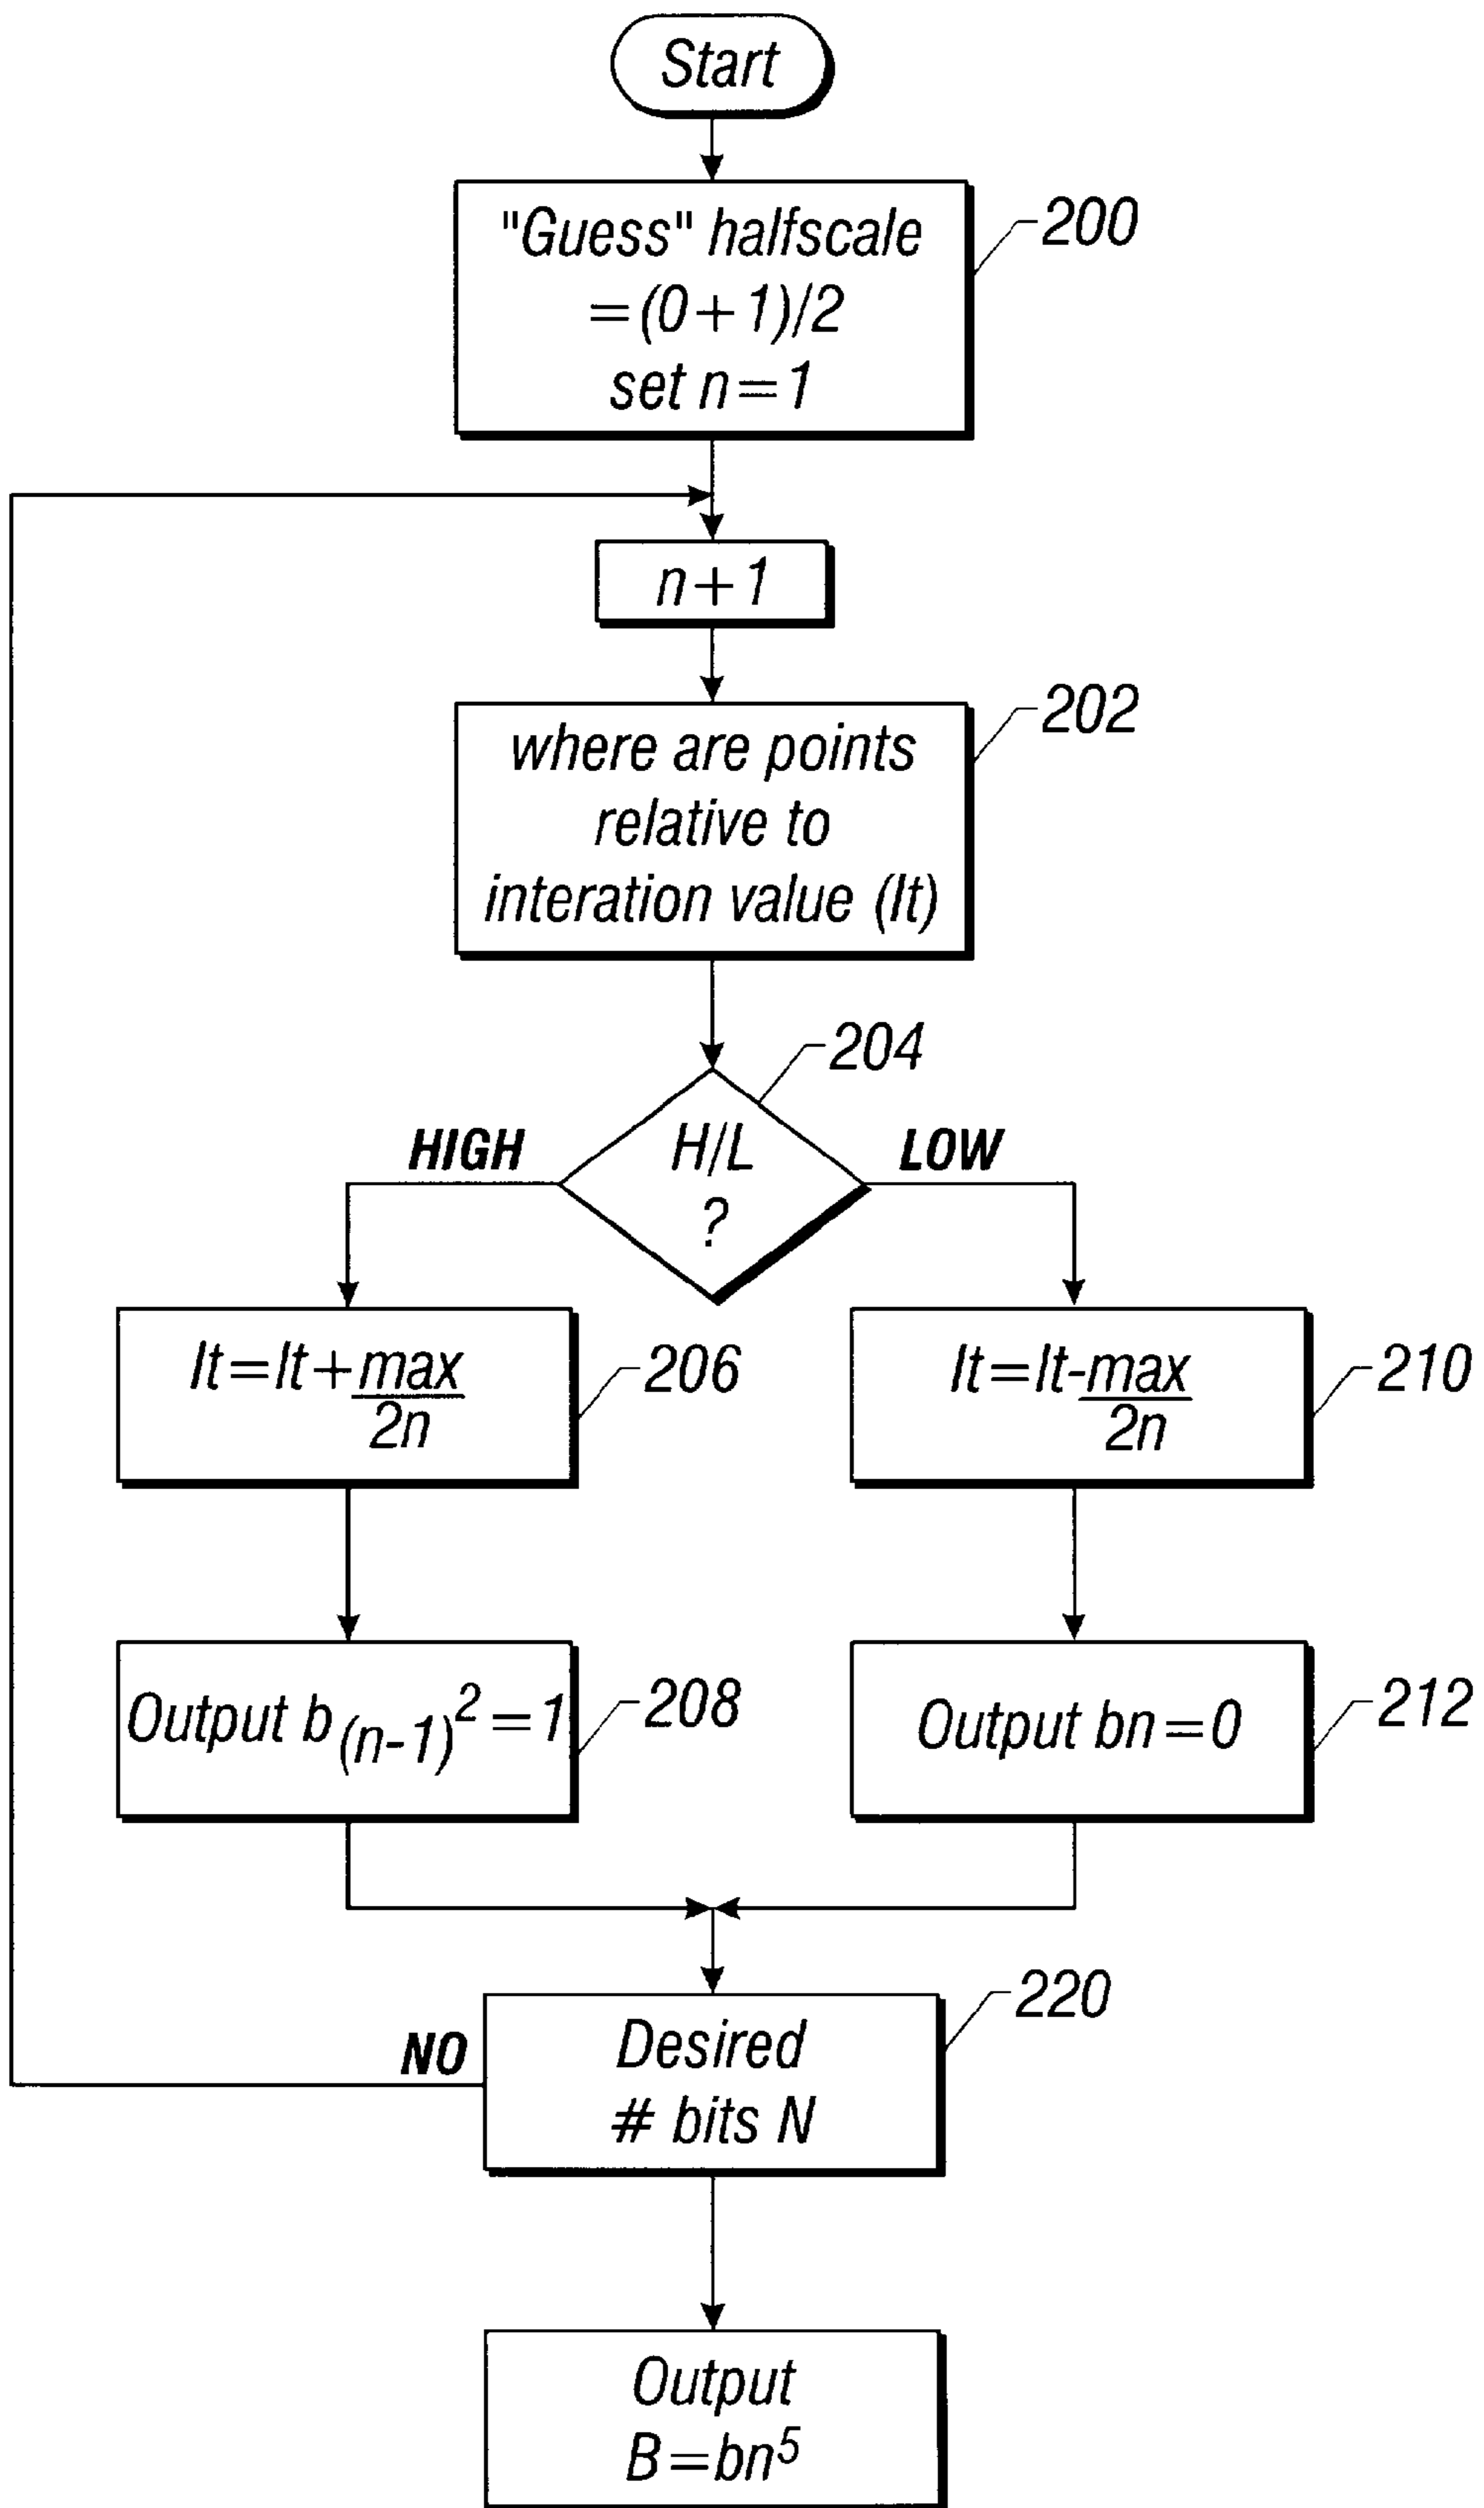 Start
"Guess" halfscale
=(0+1)/2
set n=1
200
n+1
where are points
relative to
interation value (It)
202
204
H/L
?
HIGH
LOW
It=It+max/2n
206
It=It-max/2n
210
Output b(n-1)²=1
208
Output bn=0
212
220
Desired
# bits N
NO
Output
B=bn⁵